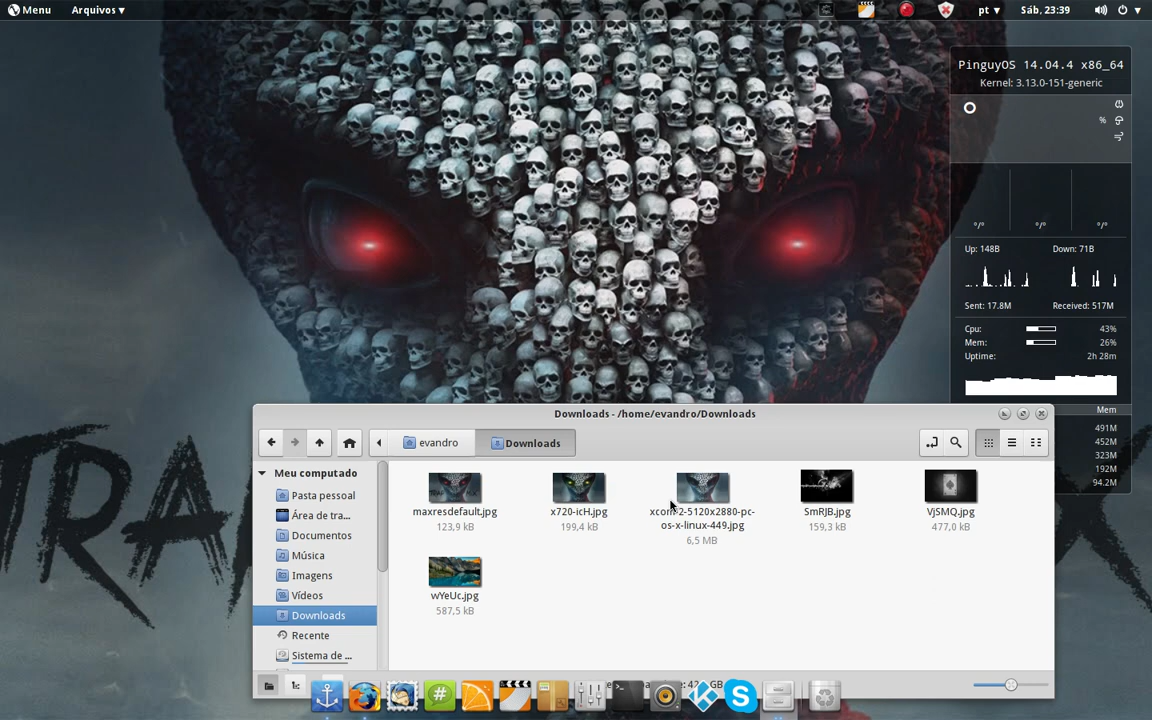 Menu
Arquivos ▾
pt ▾
Sáb, 23:39
PinguyOS 14.04.4 x86_64
Kernel: 3.13.0-151-generic
%
°/° °/° °/°
Up: 148B Down: 71B
Sent: 17.8M Received: 517M
Cpu: 43%
Mem: 26%
Uptime: 2h 28m
Mem
491M
452M
323M
192M
94.2M
Downloads - /home/evandro/Downloads
evandro
Downloads
Meu computado
Pasta pessoal
Área de tra...
Documentos
Música
Imagens
Vídeos
Downloads
Recente
Sistema de ...
maxresdefault.jpg
123,9 kB
x720-icH.jpg
199,4 kB
xcom-2-5120x2880-pc-
os-x-linux-449.jpg
6,5 MB
SmRJB.jpg
159,3 kB
VjSMQ.jpg
477,0 kB
vYeUc.jpg
587,5 kB
TRA
X